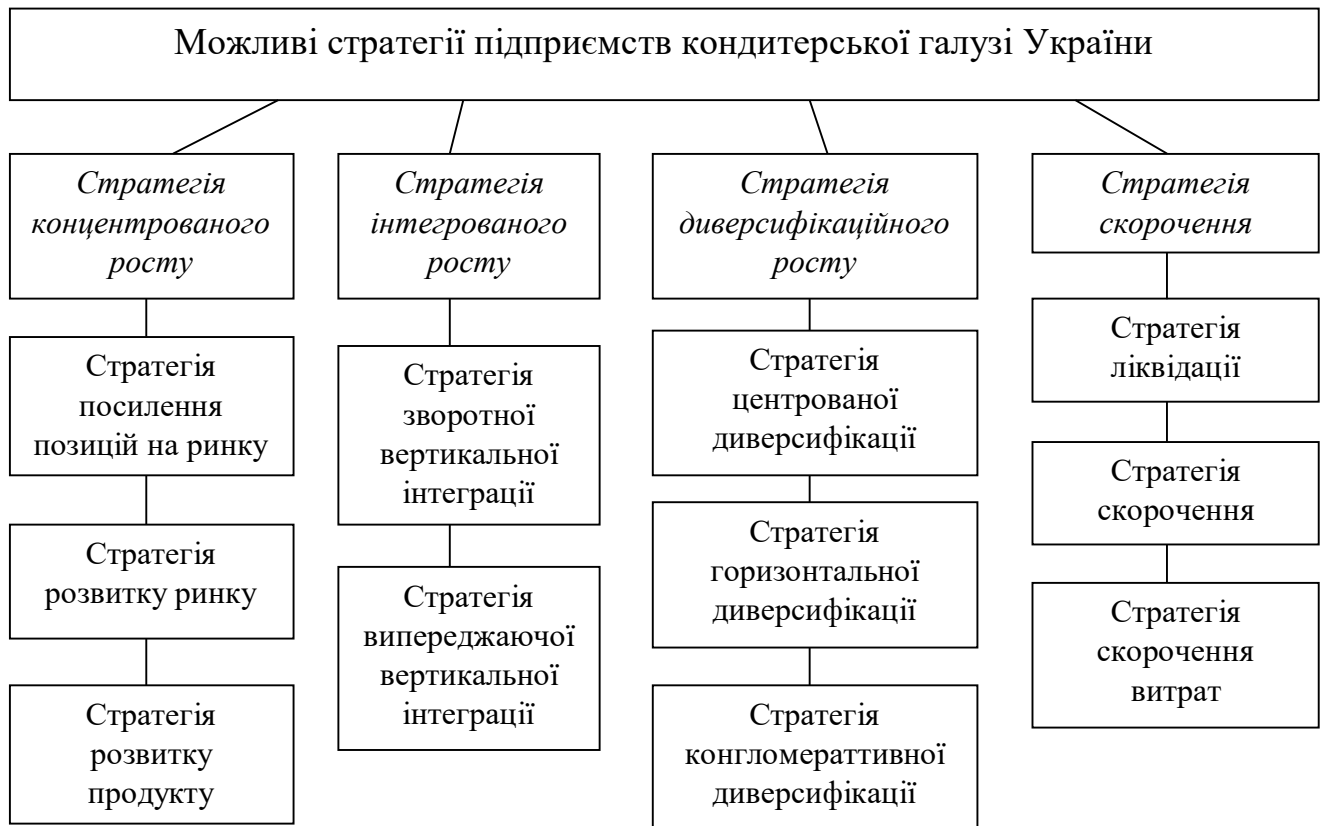 Можливі стратегії підприємств кондитерської галузі України
Стратегія
концентрованого
росту
Стратегія
посилення
позицій на ринку
Стратегія
розвитку ринку
Стратегія
розвитку
продукту
Стратегія
інтегрованого
росту
Стратегія
зворотної
вертикальної
інтеграції
Стратегія
випереджаючої
вертикальної
інтеграції
Стратегія
диверсифікаційного
росту
Стратегія
центрованої
диверсифікації
Стратегія
горизонтальної
диверсифікації
Стратегія
конгломераттивної
диверсифікації
Стратегія
скорочення
Стратегія
ліквідації
Стратегія
скорочення
Стратегія
скорочення
витрат